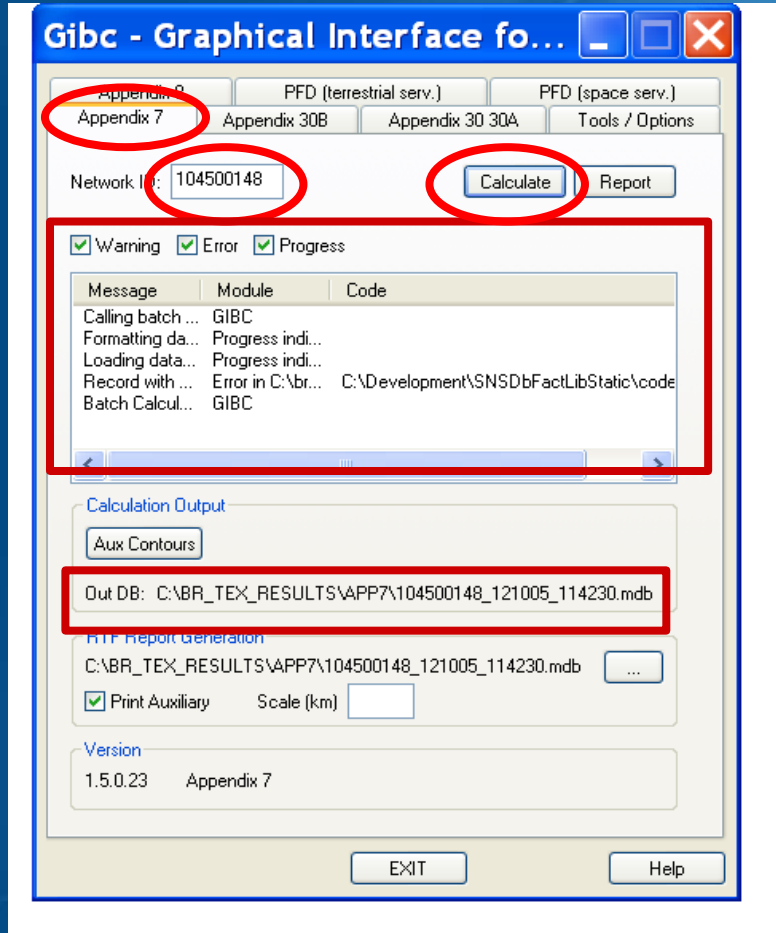 Gibc - Graphical Interface fo...
Appendix 8 PFD (terrestrial serv.) PFD (space serv.)
Appendix 7 Appendix 30B Appendix 30 30A Tools / Options
Network ID: 104500148 Calculate Report
Warning Error Progress
Message Module Code
Calling batch ... GIBC
Formatting da... Progress indi...
Loading data... Progress indi...
Record with ... Error in C:\br... C:\Development\SNSDbFactLibStatic\code
Batch Calcul... GIBC
Calculation Output
Aux Contours
Out DB: C:\BR_TEX_RESULTS\APP7\104500148_121005_114230.mdb
RTF Report Generation
C:\BR_TEX_RESULTS\APP7\104500148_121005_114230.mdb ...
Print Auxiliary Scale (km)
Version
1.5.0.23 Appendix 7
EXIT Help